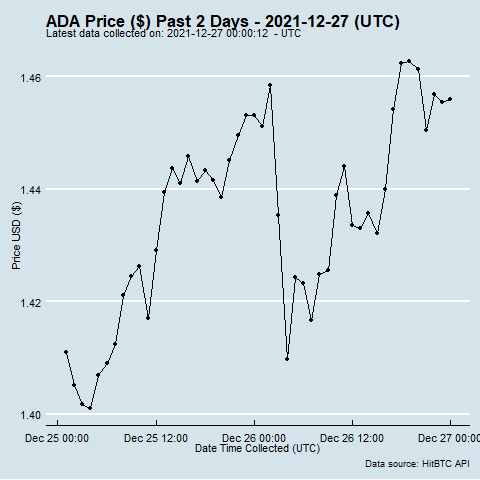 ADA Price ($) Past 2 Days - 2021-12-27 (UTC)
Latest data collected on: 2021-12-27 00:00:12  - UTC
1.46
1.44
1.42
1.40
Price USD ($)
Dec 25 00:00 Dec 25 12:00 Dec 26 00:00 Dec 26 12:00 Dec 27 00:00
Date Time Collected (UTC)
Data source: HitBTC API